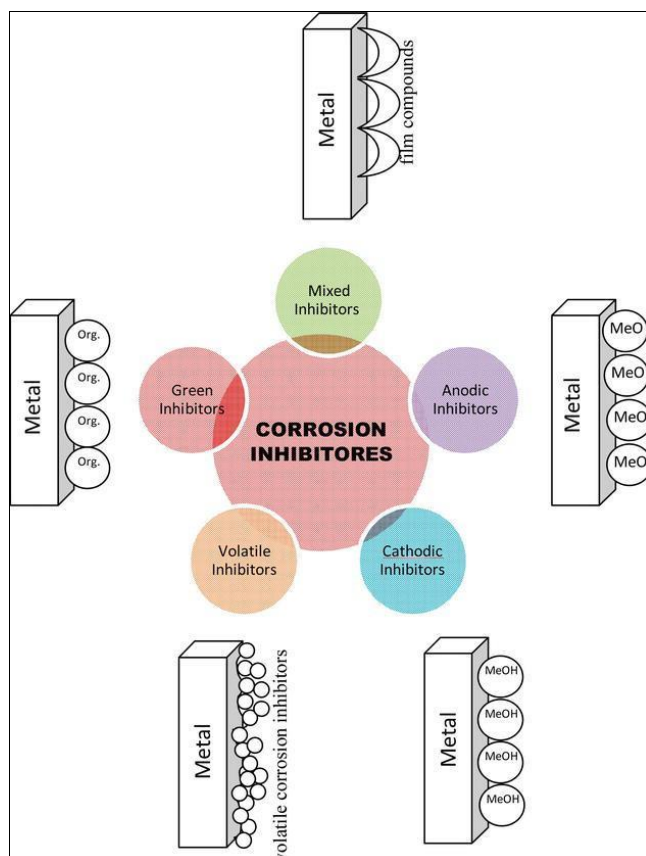 Metal
film compounds
Mixed
Inhibitors
Metal
Org.
Org.
Org.
Org.
Green
Inhibitors
CORROSION
INHIBITORES
Anodic
Inhibitors
Metal
MeO
MeO
MeO
MeO
Volatile
Inhibitors
Cathodic
Inhibitors
Metal
volatile corrosion inhibitors
Metal
MeOH
MeOH
MeOH
MeOH